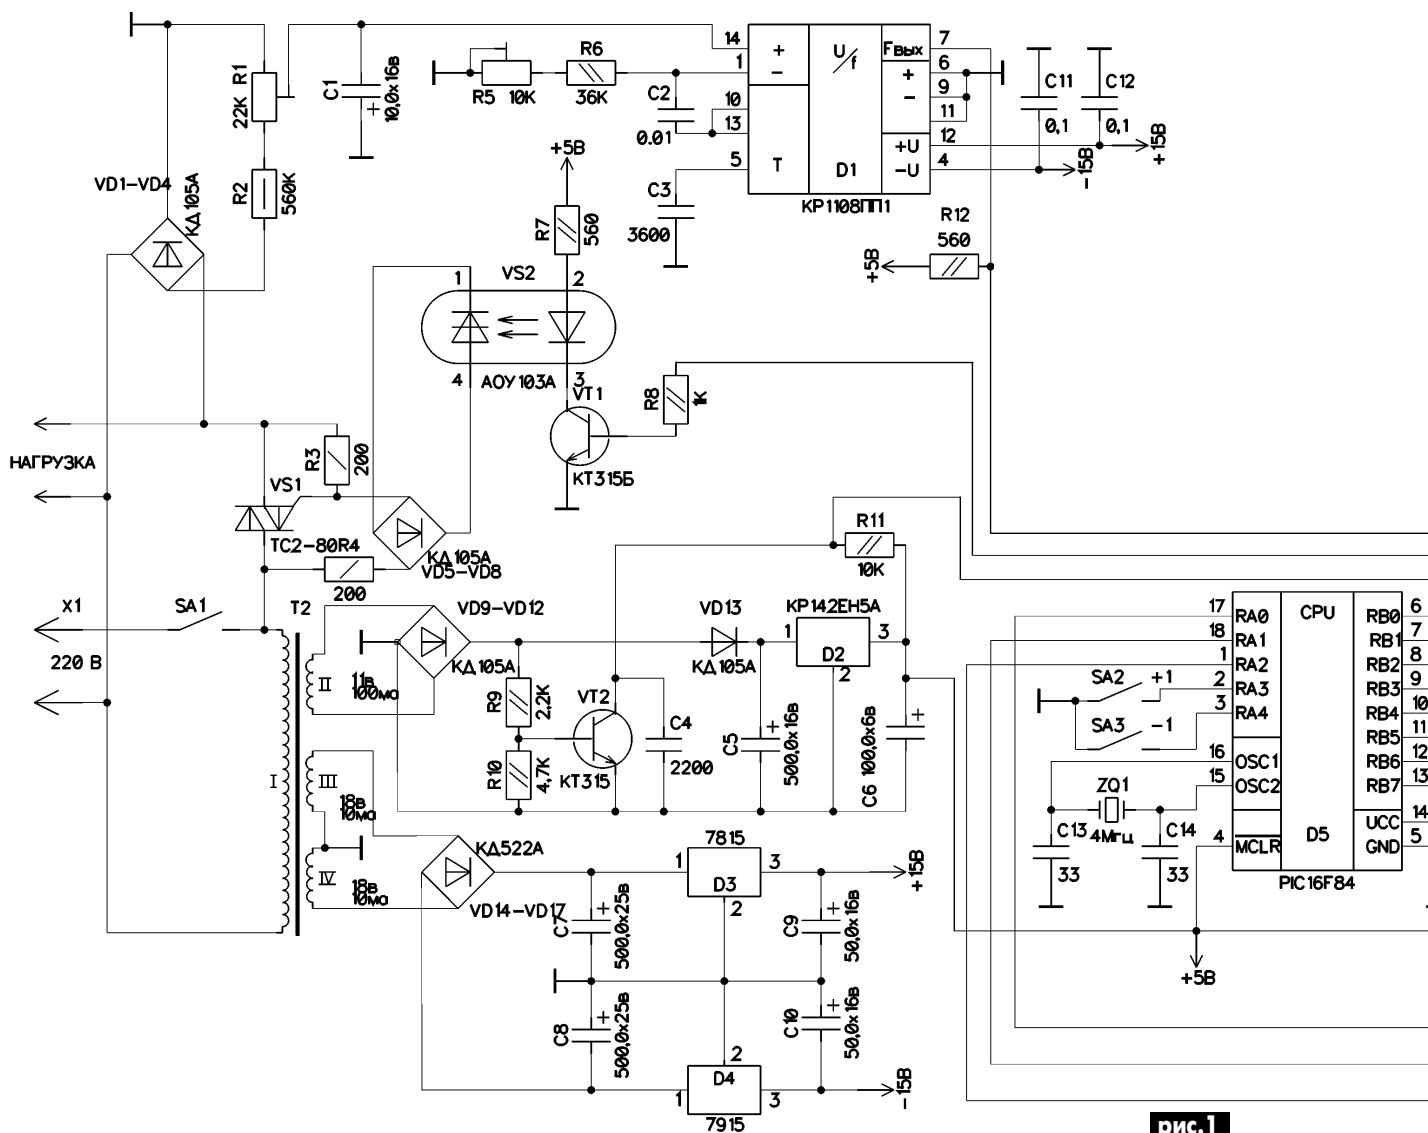 R1
22K
C1
10,0x16в
R5
10K
R6
36K
C2
0.01
C3
3600
14
1
10
13
5
+
−
T
U/f
D1
Fвых
+
−
+U
-U
7
6
9
11
12
4
КР1108ПП1
C11
0,1
C12
0,1
+15В
-15В
VD1-VD4
КД105А
R2
560K
+5В
R7
560
R12
560
+5В
VS2
1
2
4
3
АОУ103А
VT1
КТ315Б
R8
1K
НАГРУЗКА
R3
200
VS1
ТС2-80
R4
200
КД105А
VD5-VD8
R11
10K
X1
220 В
SA1
T2
VD9-VD12
КД105А
VD13
КД105А
КР142ЕН5А
1
D2
3
2
I
II
11в
100ма
III
18в
10ма
IV
18в
10ма
R9
2,2K
R10
4,7K
VT2
КТ315
C4
2200
C5
+
500,0x16в
C6
+
100,0x6в
КД522А
VD14-VD17
7815
1
D3
3
2
+15В
C7
+
500,0x25в
C9
+
50,0x16в
C8
+
500,0x25в
C10
+
50,0x16в
2
1
D4
3
7915
-15В
17
18
1
2
3
16
15
4
RA0
RA1
RA2
RA3
RA4
OSC1
OSC2
MCLR
CPU
D5
RB0
RB1
RB2
RB3
RB4
RB5
RB6
RB7
UCC
GND
6
7
8
9
10
11
12
13
14
5
PIC16F84
SA2
+1
SA3
-1
ZQ1
4Мгц
C13
33
C14
33
+5В
рис.1